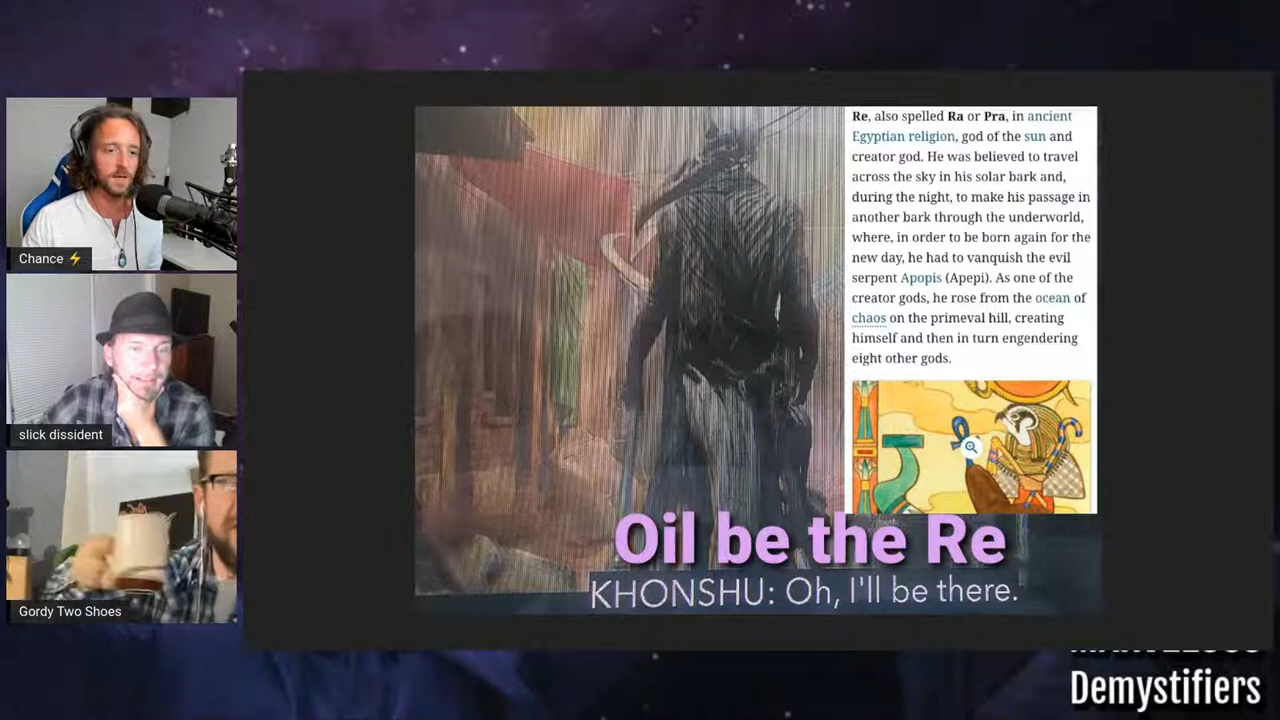 Chance ⚡
slick dissident
Gordy Two Shoes
Re, also spelled Ra or Pra, in ancient
Egyptian religion, god of the sun and
creator god. He was believed to travel
across the sky in his solar bark and,
during the night, to make his passage in
another bark through the underworld,
where, in order to be born again for the
new day, he had to vanquish the evil
serpent Apopis (Apepi). As one of the
creator gods, he rose from the ocean of
chaos on the primeval hill, creating
himself and then in turn engendering
eight other gods.
Oil be the Re
KHONSHU: Oh, I'll be there.
Demystifiers